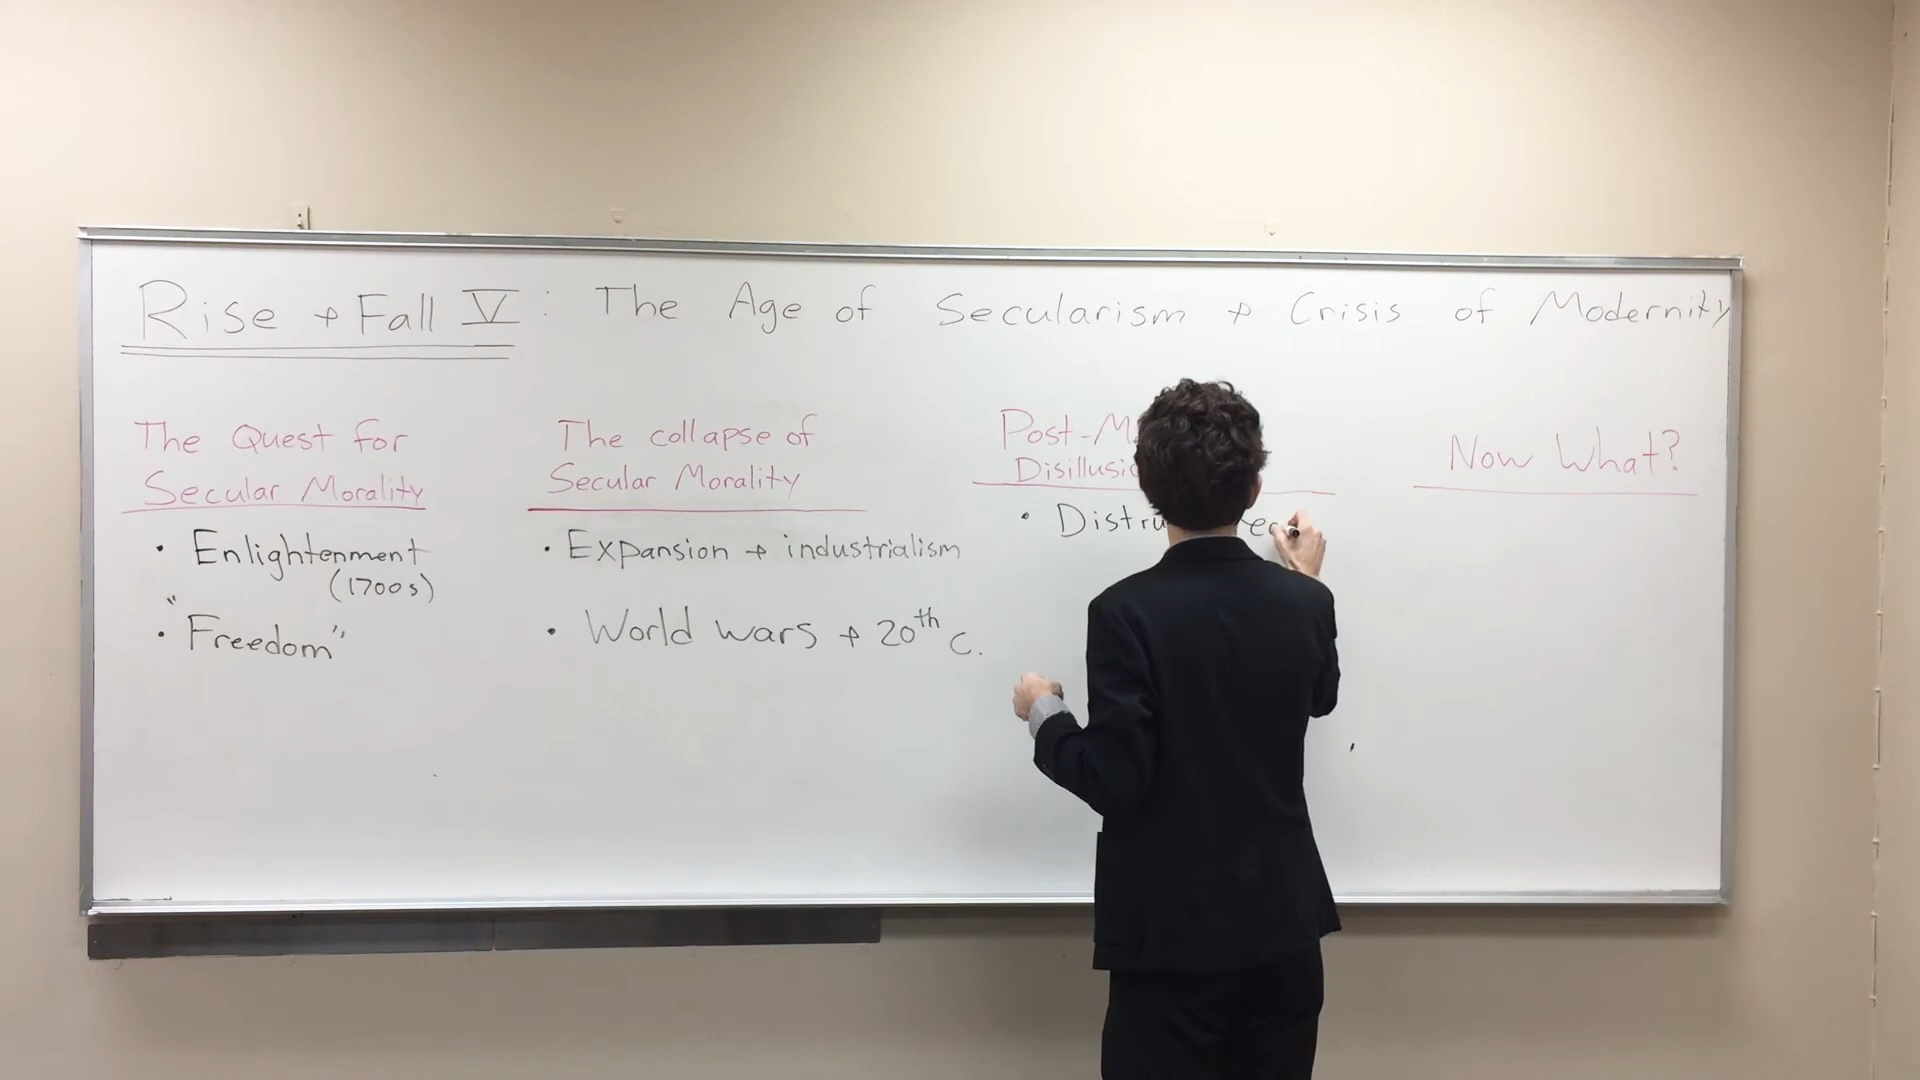 Rise + Fall V: The Age of Secularism + Crisis of Modernity
The Quest for
Secular Morality
• Enlightenment
(1700s)
• "Freedom"
The collapse of
Secular Morality
• Expansion + industrialism
• World wars + 20th c.
Post-M
Disillusi
• Distru
Now What?